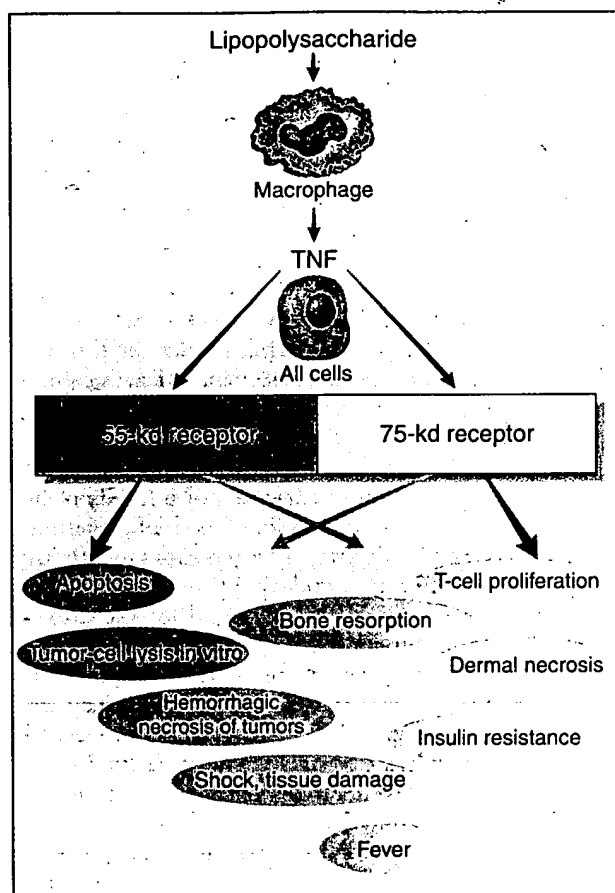 Lipopolysaccharide
Macrophage
TNF
All cells
55-kd receptor
75-kd receptor
Apoptosis
T-cell proliferation
Bone resorption
Tumor-cell lysis in vitro
Dermal necrosis
Hemorrhagic
necrosis of tumors
Insulin resistance
Shock, tissue damage
Fever